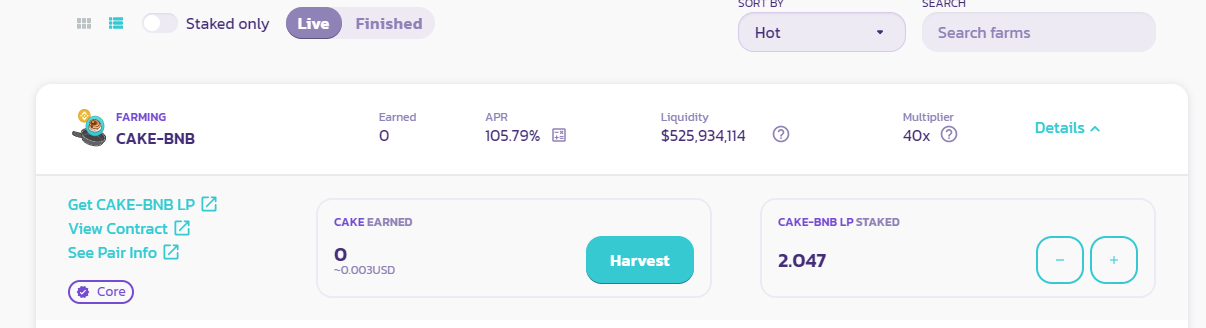 SORT BY
SEARCH
Staked only
Live
Finished
Hot
Search farms
FARMING
CAKE-BNB
Earned
0
APR
105.79%
Liquidity
$525,934,114
?
Multiplier
40x
?
Details
Get CAKE-BNB LP
View Contract
See Pair Info
Core
CAKE EARNED
0
~0.003USD
Harvest
CAKE-BNB LP STAKED
2.047
−
+